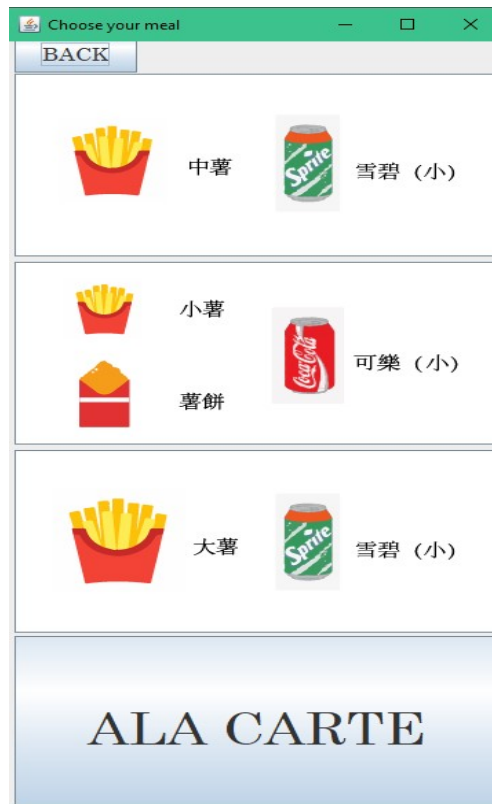 Choose your meal
BACK
中薯
Sprite
雪碧 (小)
小薯
薯餅
Coca-Cola
可樂 (小)
大薯
Sprite
雪碧 (小)
ALA CARTE